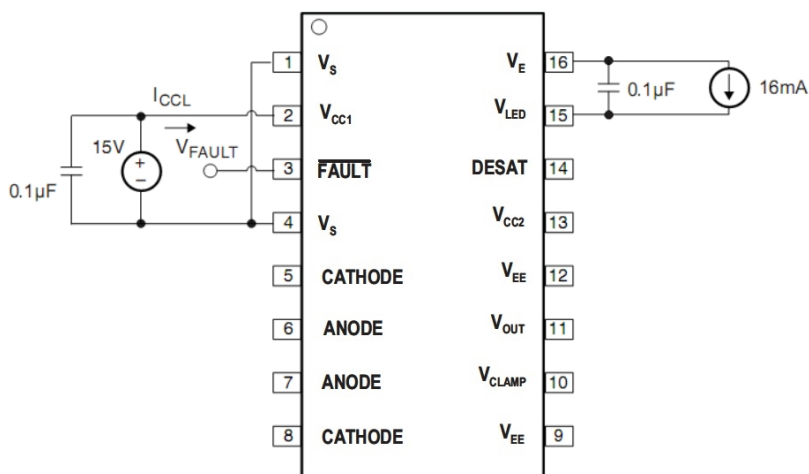 1 V_S V_E 16
0.1µF 16mA
I_CCL
2 V_CC1 V_LED 15
15V + − V_FAULT
3 F̅A̅U̅L̅T̅ DESAT 14
0.1µF
4 V_S V_CC2 13
5 CATHODE V_EE 12
6 ANODE V_OUT 11
7 ANODE V_CLAMP 10
8 CATHODE V_EE 9